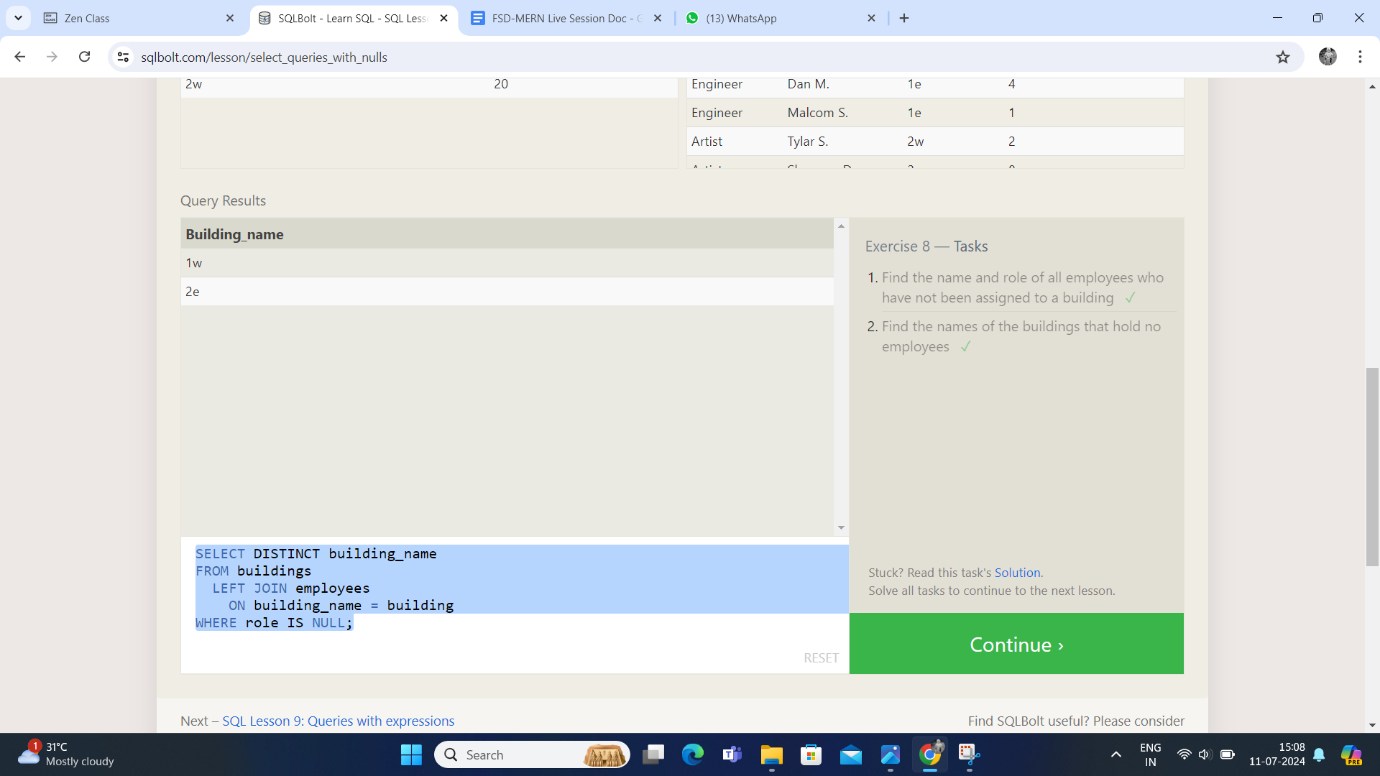 Zen Class
SQLBolt - Learn SQL - SQL Less
FSD-MERN Live Session Doc - G
(13) WhatsApp
sqlbolt.com/lesson/select_queries_with_nulls
2w 20
Engineer Dan M. 1e 4
Engineer Malcom S. 1e 1
Artist Tylar S. 2w 2
Query Results
Building_name
1w
2e
Exercise 8 — Tasks
1. Find the name and role of all employees who
have not been assigned to a building ✓
2. Find the names of the buildings that hold no
employees ✓
SELECT DISTINCT building_name
FROM buildings
LEFT JOIN employees
ON building_name = building
WHERE role IS NULL;
RESET
Stuck? Read this task's Solution.
Solve all tasks to continue to the next lesson.
Continue ›
Next – SQL Lesson 9: Queries with expressions
Find SQLBolt useful? Please consider
1
31°C
Mostly cloudy
Search
ENG
IN
15:08
11-07-2024
PRE